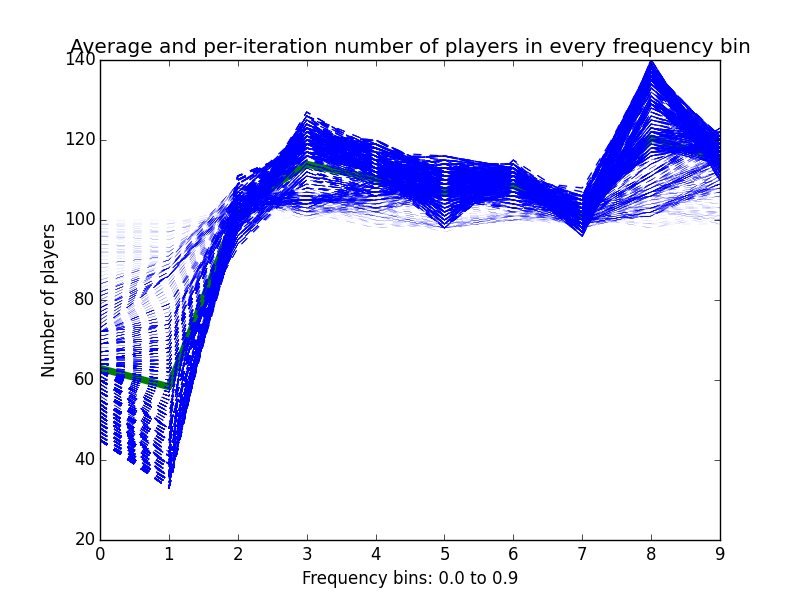 Average and per-iteration number of players in every frequency bin
140
120
100
80
60
40
20
Number of players
0 1 2 3 4 5 6 7 8 9
Frequency bins: 0.0 to 0.9